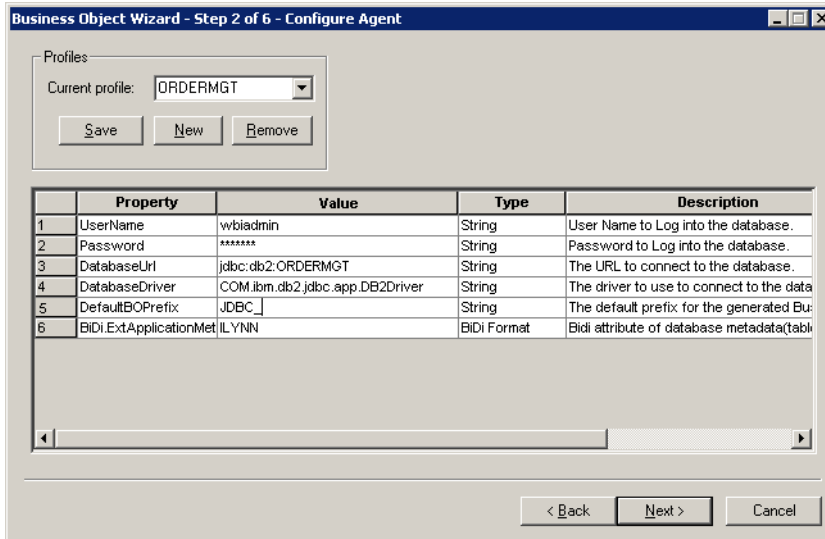 Business Object Wizard - Step 2 of 6 - Configure Agent
Profiles
Current profile: ORDERMGT
Save New Remove
Property Value Type Description
1 UserName wbiadmin String User Name to Log into the database.
2 Password ******* String Password to Log into the database.
3 DatabaseUrl jdbc:db2:ORDERMGT String The URL to connect to the database.
4 DatabaseDriver COM.ibm.db2.jdbc.app.DB2Driver String The driver to use to connect to the data
5 DefaultBOPrefix JDBC_ String The default prefix for the generated Bu
6 BiDi.ExtApplicationMet ILYNN BiDi Format Bidi attribute of database metadata(tabl
< Back Next > Cancel